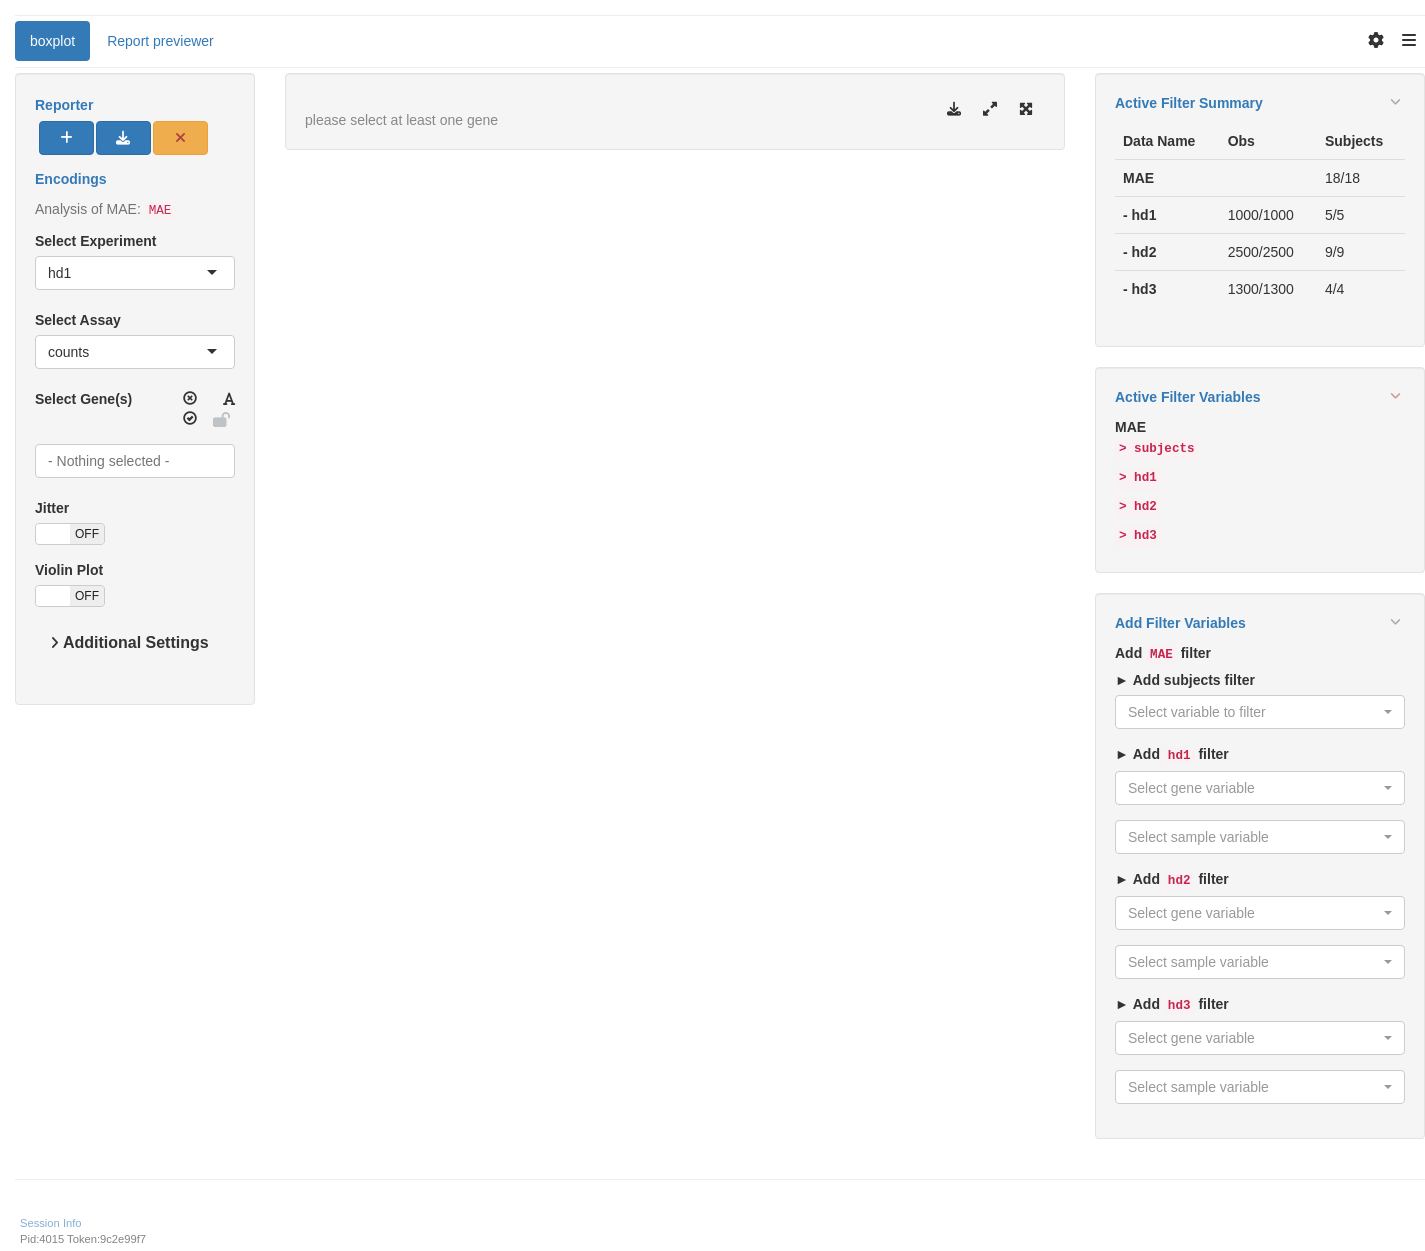 boxplot
Report previewer
Reporter
Encodings
Analysis of MAE: MAE
Select Experiment
hd1
Select Assay
counts
Select Gene(s)
- Nothing selected -
Jitter
OFF
Violin Plot
OFF
Additional Settings
please select at least one gene
Active Filter Summary
Data Name Obs Subjects
MAE 18/18
- hd1 1000/1000 5/5
- hd2 2500/2500 9/9
- hd3 1300/1300 4/4
Active Filter Variables
MAE
> subjects
> hd1
> hd2
> hd3
Add Filter Variables
Add MAE filter
► Add subjects filter
Select variable to filter
► Add hd1 filter
Select gene variable
Select sample variable
► Add hd2 filter
Select gene variable
Select sample variable
► Add hd3 filter
Select gene variable
Select sample variable
Session Info
Pid:4015 Token:9c2e99f7